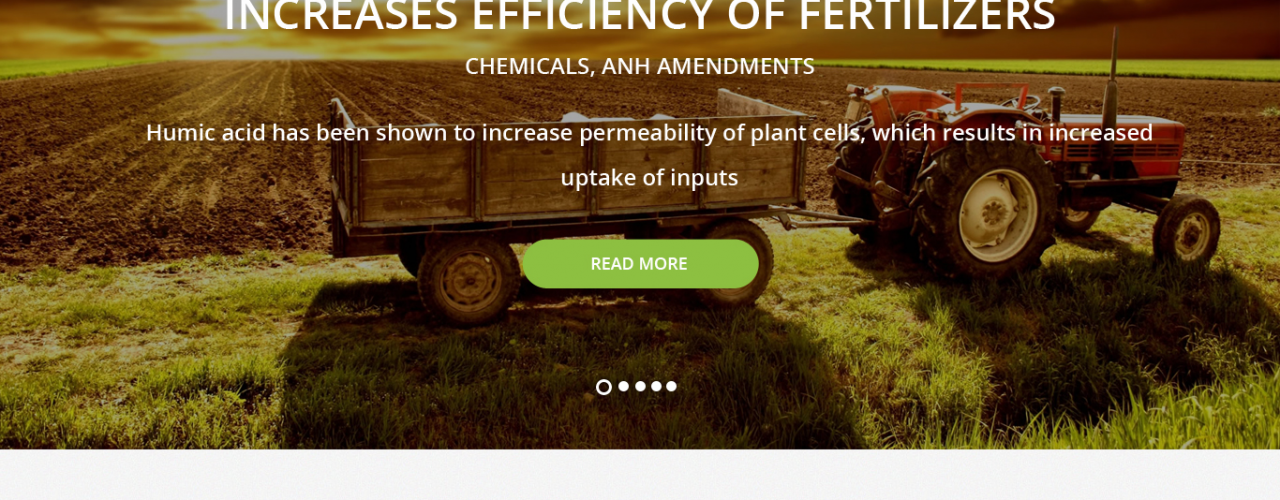 INCREASES EFFICIENCY OF FERTILIZERS
CHEMICALS, ANH AMENDMENTS
Humic acid has been shown to increase permeability of plant cells, which results in increased
uptake of inputs
READ MORE